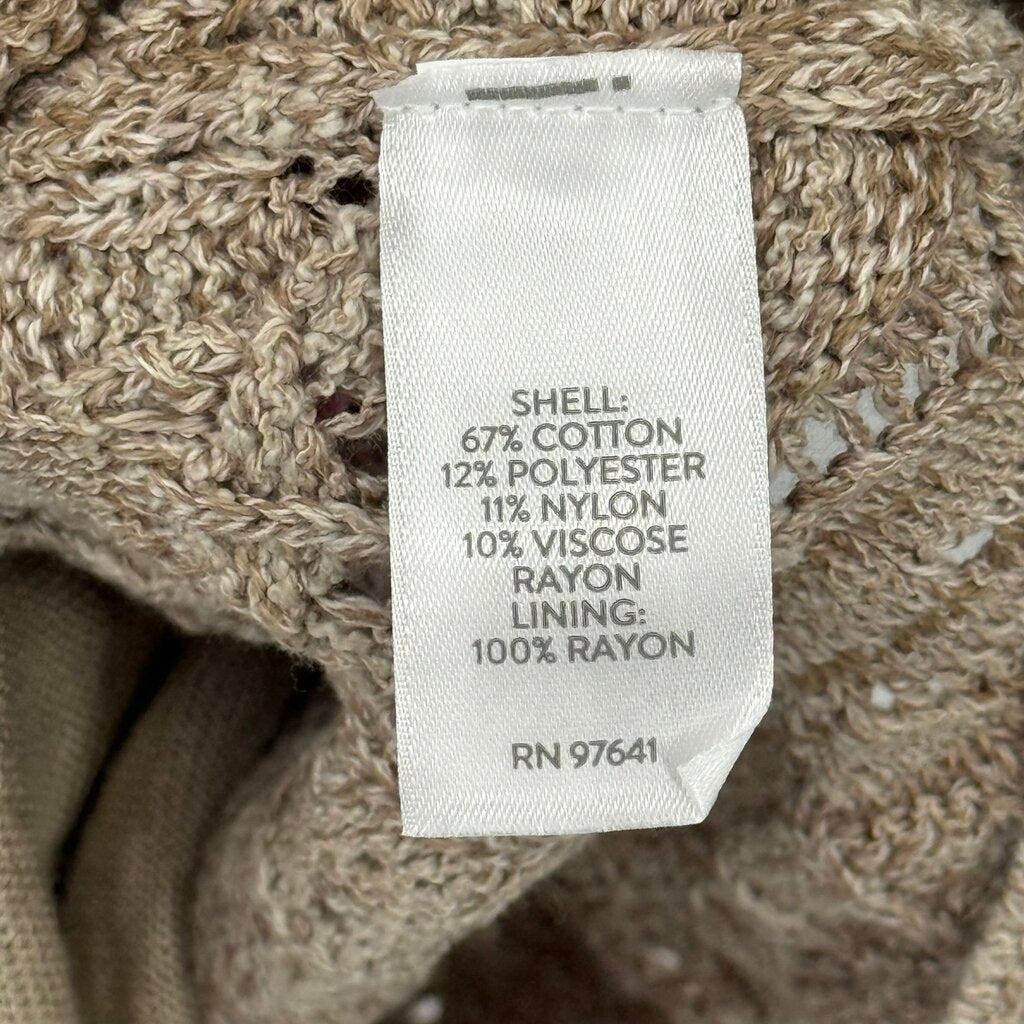 SHELL:
67% COTTON
12% POLYESTER
11% NYLON
10% VISCOSE
RAYON
LINING:
100% RAYON
RN 97641